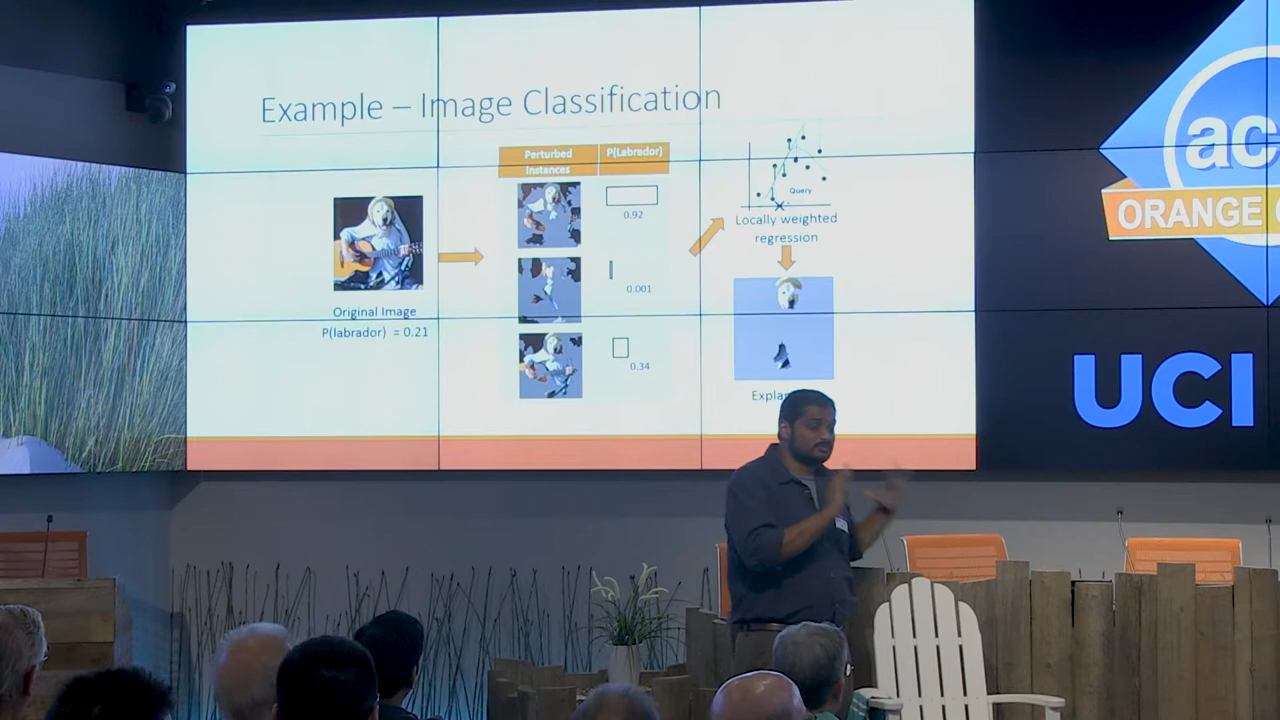 Example – Image Classification
Perturbed Instances
P(Labrador)
0.92
0.001
0.34
Original Image
P(labrador) = 0.21
Query
Locally weighted
regression
Expla
ac
ORANGE
UCI